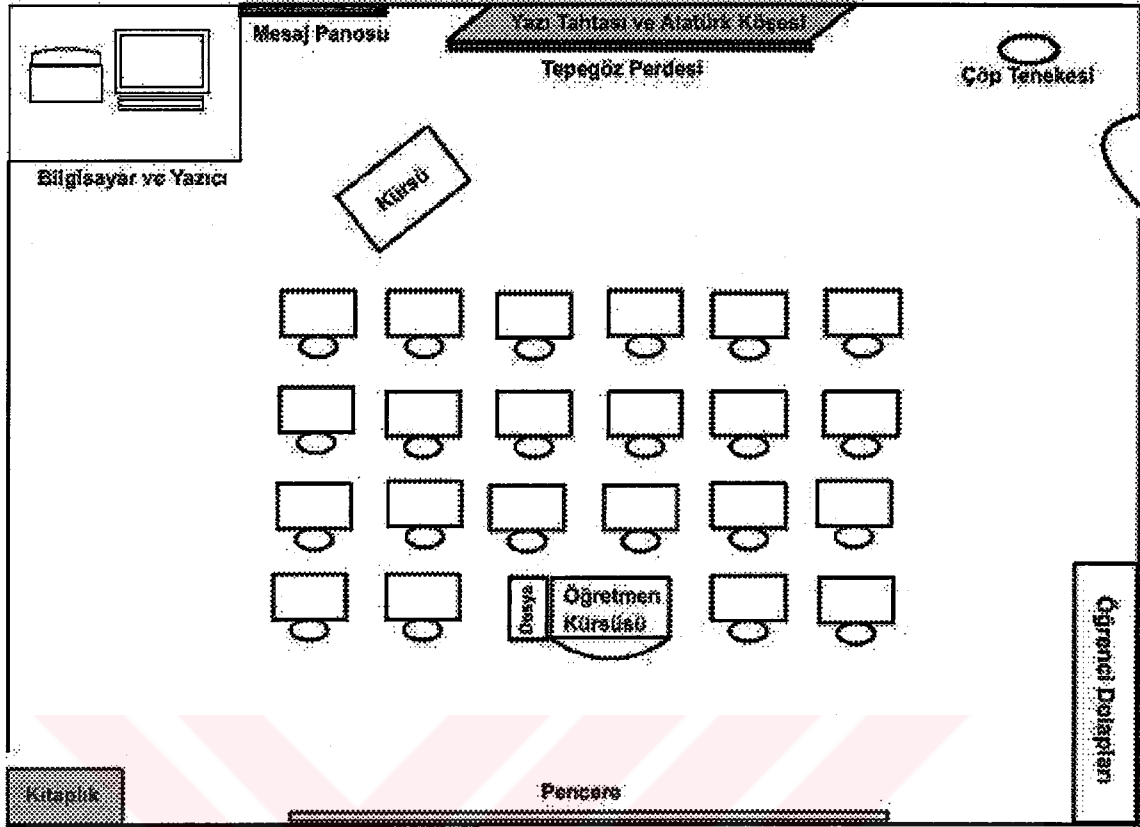 Mesaj Panosu
Yazı Tahtası ve Atatürk Köşesi
Tepegöz Perdesi
Çöp Tenekesi
Bilgisayar ve Yazıcı
Kürsü
Dosya
Öğretmen
Kürsüsü
Öğrenci Dolapları
Kitaplık
Pencere